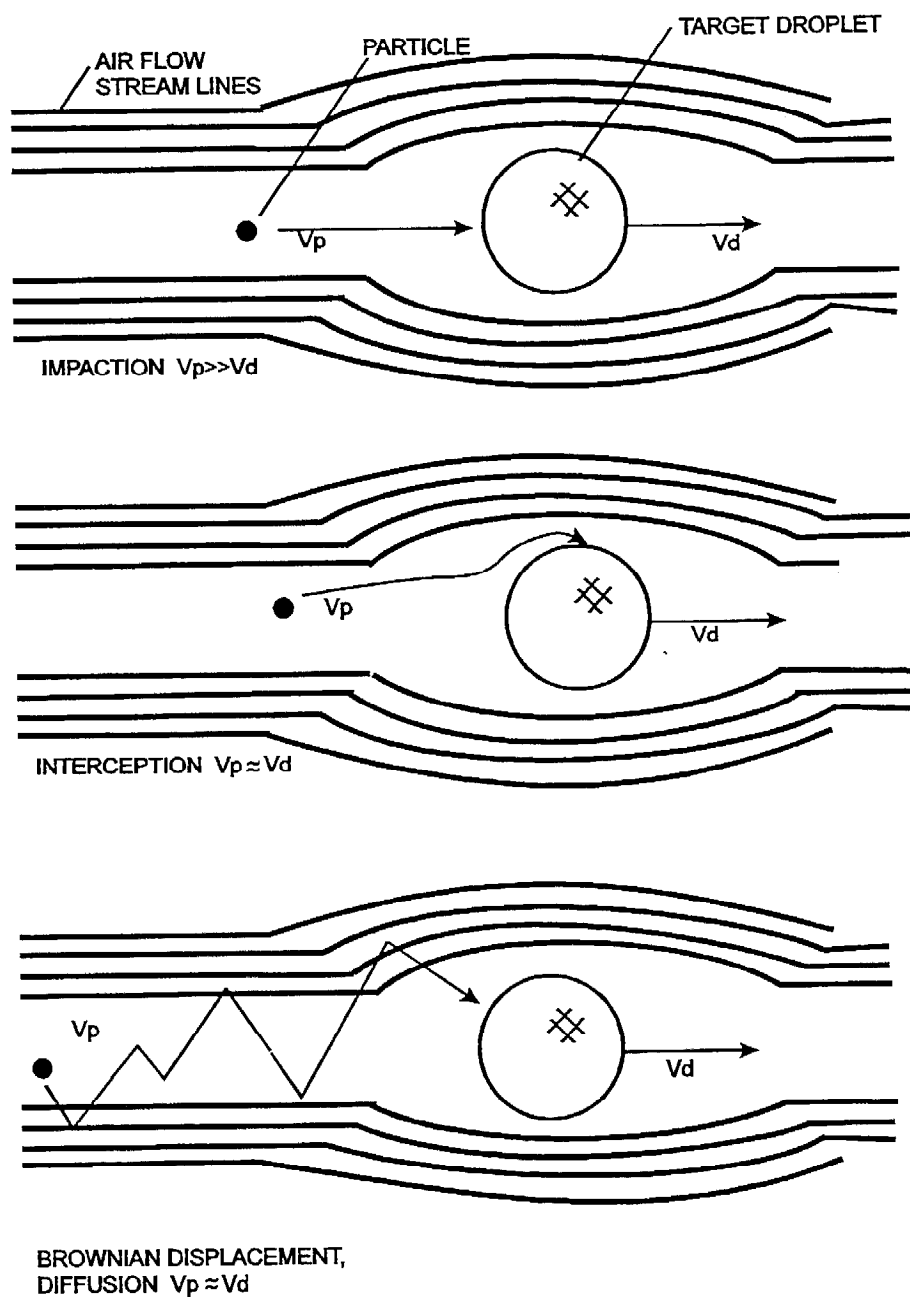 TARGET DROPLET
PARTICLE
AIR FLOW
STREAM LINES
Vp
Vd
IMPACTION Vp>>Vd
Vp
Vd
INTERCEPTION Vp≈Vd
Vp
Vd
BROWNIAN DISPLACEMENT,
DIFFUSION Vp≈Vd